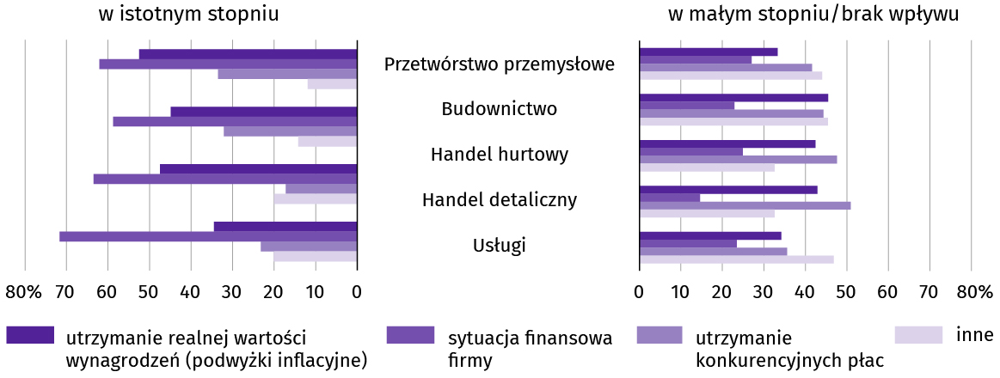 w istotnym stopniu
w małym stopniu/brak wpływu
Przetwórstwo przemysłowe
Budownictwo
Handel hurtowy
Handel detaliczny
Usługi
80% 70 60 50 40 30 20 10 0
0 10 20 30 40 50 60 70 80%
utrzymanie realnej wartości
wynagrodzeń (podwyżki inflacyjne)
sytuacja finansowa
firmy
utrzymanie
konkurencyjnych płac
inne